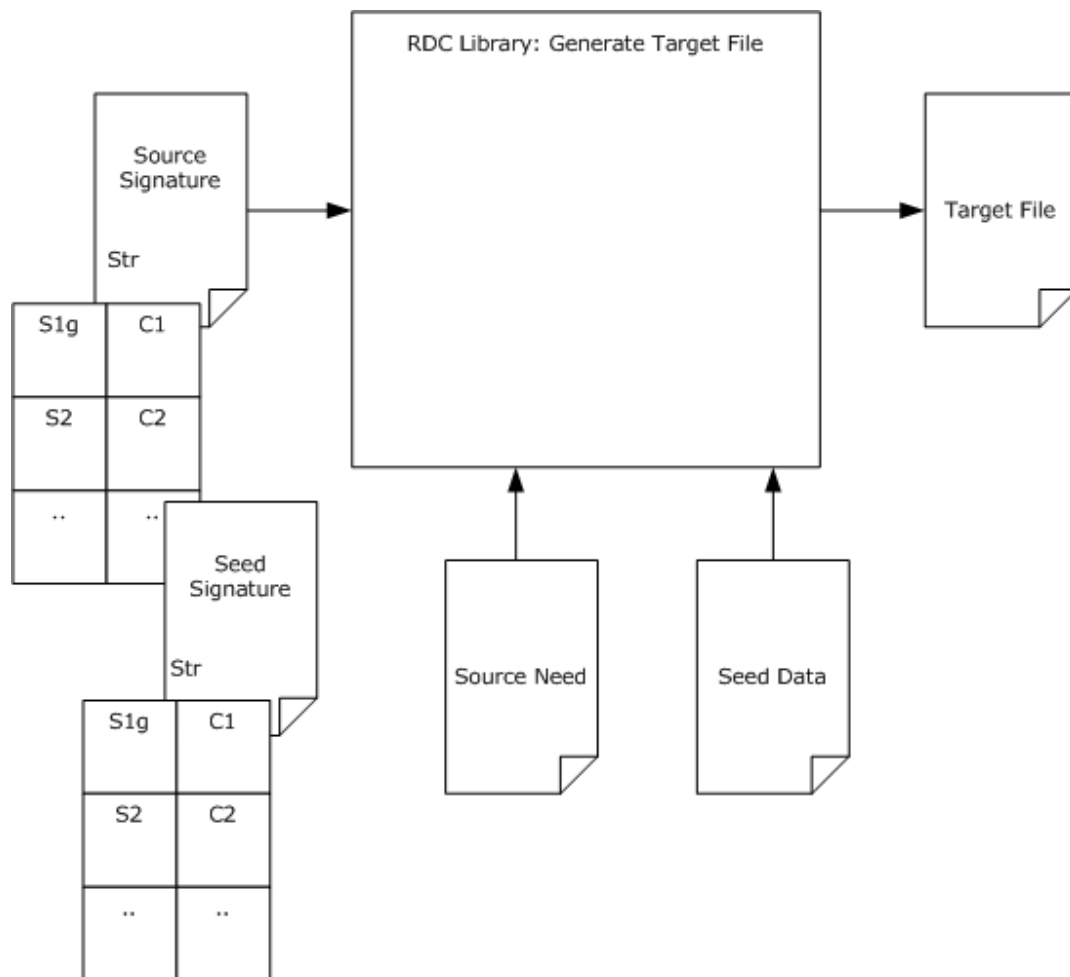 RDC Library: Generate Target File
Source
Signature
Str
Target File
S1g
C1
S2
C2
..
..
Seed
Signature
Str
Source Need
Seed Data
S1g
C1
S2
C2
..
..